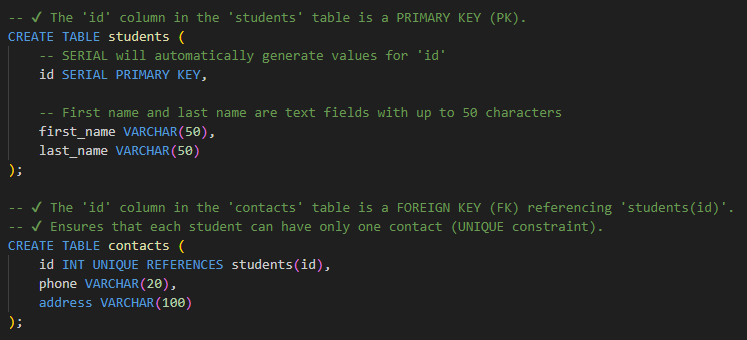 -- ✓ The 'id' column in the 'students' table is a PRIMARY KEY (PK).
CREATE TABLE students (
    -- SERIAL will automatically generate values for 'id'
    id SERIAL PRIMARY KEY,
    -- First name and last name are text fields with up to 50 characters
    first_name VARCHAR(50),
    last_name VARCHAR(50)
);
-- ✓ The 'id' column in the 'contacts' table is a FOREIGN KEY (FK) referencing 'students(id)'.
-- ✓ Ensures that each student can have only one contact (UNIQUE constraint).
CREATE TABLE contacts (
    id INT UNIQUE REFERENCES students(id),
    phone VARCHAR(20),
    address VARCHAR(100)
);